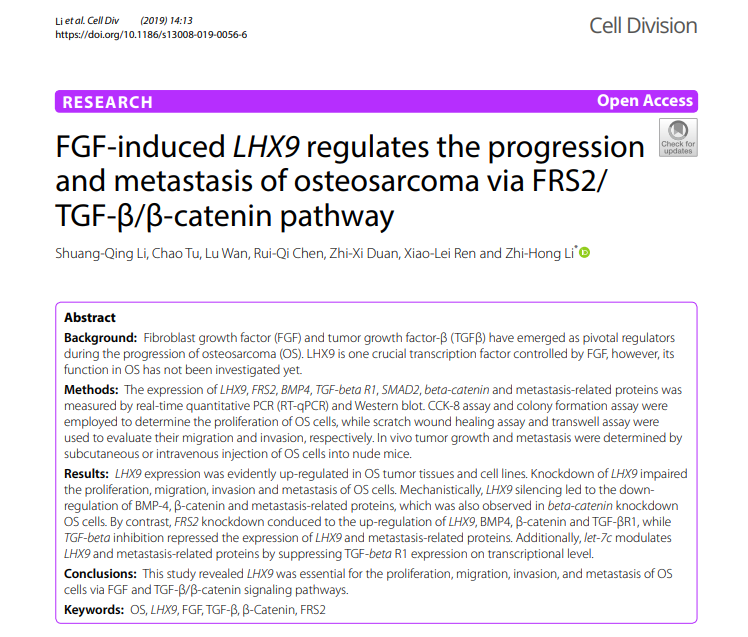 Li et al. Cell Div (2019) 14:13
https://doi.org/10.1186/s13008-019-0056-6
Cell Division
RESEARCH
Open Access
Check for
updates
FGF-induced LHX9 regulates the progression
and metastasis of osteosarcoma via FRS2/
TGF-β/β-catenin pathway
Shuang-Qing Li, Chao Tu, Lu Wan, Rui-Qi Chen, Zhi-Xi Duan, Xiao-Lei Ren and Zhi-Hong Li*
Abstract
Background: Fibroblast growth factor (FGF) and tumor growth factor-β (TGFβ) have emerged as pivotal regulators
during the progression of osteosarcoma (OS). LHX9 is one crucial transcription factor controlled by FGF, however, its
function in OS has not been investigated yet.
Methods: The expression of LHX9, FRS2, BMP4, TGF-beta R1, SMAD2, beta-catenin and metastasis-related proteins was
measured by real-time quantitative PCR (RT-qPCR) and Western blot. CCK-8 assay and colony formation assay were
employed to determine the proliferation of OS cells, while scratch wound healing assay and transwell assay were
used to evaluate their migration and invasion, respectively. In vivo tumor growth and metastasis were determined by
subcutaneous or intravenous injection of OS cells into nude mice.
Results: LHX9 expression was evidently up-regulated in OS tumor tissues and cell lines. Knockdown of LHX9 impaired
the proliferation, migration, invasion and metastasis of OS cells. Mechanistically, LHX9 silencing led to the down-
regulation of BMP-4, β-catenin and metastasis-related proteins, which was also observed in beta-catenin knockdown
OS cells. By contrast, FRS2 knockdown conduced to the up-regulation of LHX9, BMP4, β-catenin and TGF-βR1, while
TGF-beta inhibition repressed the expression of LHX9 and metastasis-related proteins. Additionally, let-7c modulates
LHX9 and metastasis-related proteins by suppressing TGF-beta R1 expression on transcriptional level.
Conclusions: This study revealed LHX9 was essential for the proliferation, migration, invasion, and metastasis of OS
cells via FGF and TGF-β/β-catenin signaling pathways.
Keywords: OS, LHX9, FGF, TGF-β, β-Catenin, FRS2